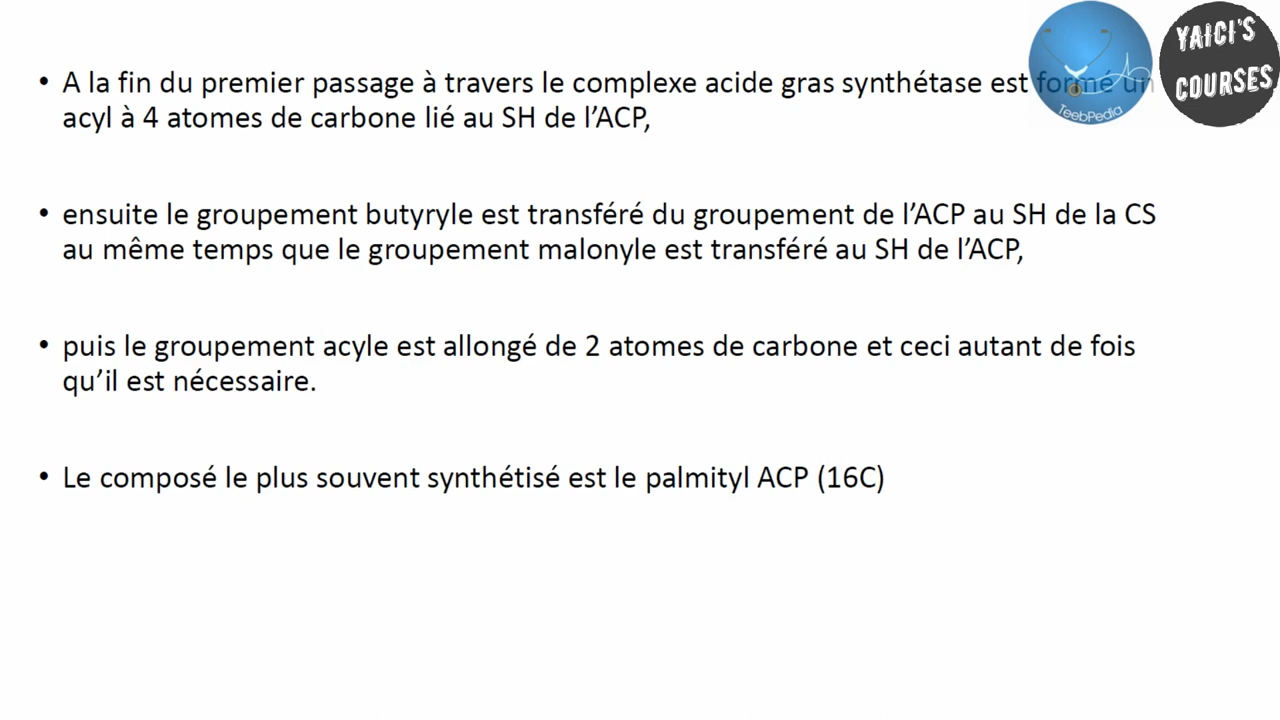 • A la fin du premier passage à travers le complexe acide gras synthétase est formé un
acyl à 4 atomes de carbone lié au SH de l’ACP,
• ensuite le groupement butyryle est transféré du groupement de l’ACP au SH de la CS
au même temps que le groupement malonyle est transféré au SH de l’ACP,
• puis le groupement acyle est allongé de 2 atomes de carbone et ceci autant de fois
qu’il est nécessaire.
• Le composé le plus souvent synthétisé est le palmityl ACP (16C)
TeebPedia
YAICI'S
COURSES